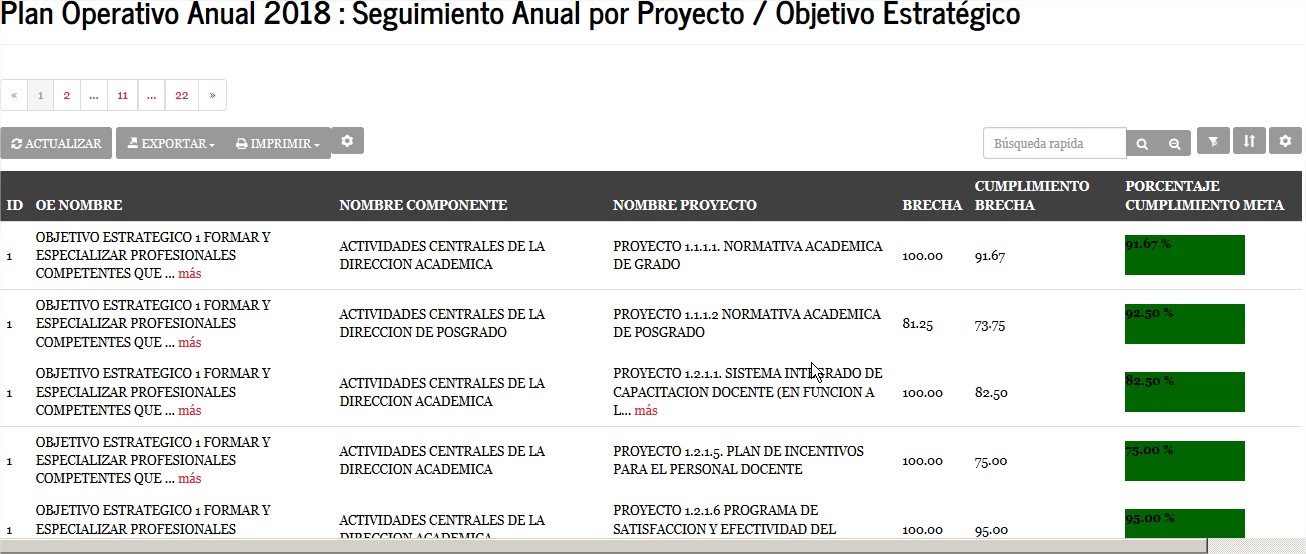 Plan Operativo Anual 2018 : Seguimiento Anual por Proyecto / Objetivo Estratégico
« 1 2 ... 11 ... 22 »
ACTUALIZAR EXPORTAR IMPRIMIR Búsqueda rapida
ID OE NOMBRE NOMBRE COMPONENTE NOMBRE PROYECTO BRECHA CUMPLIMIENTO BRECHA PORCENTAJE CUMPLIMIENTO META
OBJETIVO ESTRATEGICO 1 FORMAR Y
ESPECIALIZAR PROFESIONALES
COMPETENTES QUE ... más
1
ACTIVIDADES CENTRALES DE LA
DIRECCION ACADEMICA
PROYECTO 1.1.1.1. NORMATIVA ACADEMICA
DE GRADO
100.00
91.67
91.67 %
1
OBJETIVO ESTRATEGICO 1 FORMAR Y
ESPECIALIZAR PROFESIONALES
COMPETENTES QUE ... más
ACTIVIDADES CENTRALES DE LA
DIRECCION DE POSGRADO
PROYECTO 1.1.1.2 NORMATIVA ACADEMICA
DE POSGRADO
81.25
73.75
92.50 %
1
OBJETIVO ESTRATEGICO 1 FORMAR Y
ESPECIALIZAR PROFESIONALES
COMPETENTES QUE ... más
ACTIVIDADES CENTRALES DE LA
DIRECCION ACADEMICA
PROYECTO 1.2.1.1. SISTEMA INTEGRADO DE
CAPACITACION DOCENTE (EN FUNCION A
L... más
100.00
82.50
82.50 %
1
OBJETIVO ESTRATEGICO 1 FORMAR Y
ESPECIALIZAR PROFESIONALES
COMPETENTES QUE ... más
ACTIVIDADES CENTRALES DE LA
DIRECCION ACADEMICA
PROYECTO 1.2.1.5. PLAN DE INCENTIVOS
PARA EL PERSONAL DOCENTE
100.00
75.00
75.00 %
1
OBJETIVO ESTRATEGICO 1 FORMAR Y
ESPECIALIZAR PROFESIONALES
ACTIVIDADES CENTRALES DE LA
DIRECCION ACADEMICA
PROYECTO 1.2.1.6 PROGRAMA DE
SATISFACCION Y EFECTIVIDAD DEL
100.00
95.00
95.00 %